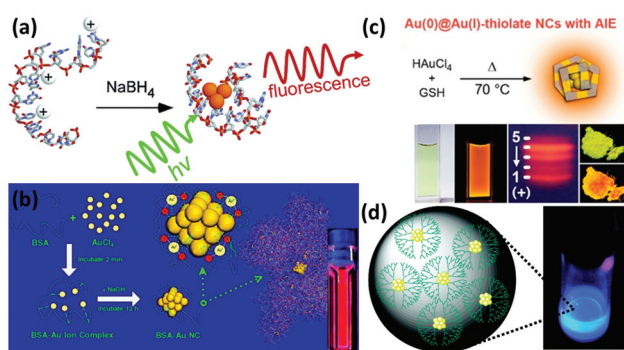 (a)
+
+
+
NaBH4
fluorescence
hν
(b)
BSA
+
AuCl4
Incubate 2 min
BSA-Au Ion Complex
NaOH
Incubate 12 h
BSA-Au NC
(c)
Au(0)@Au(I)-thiolate NCs with AIE
HAuCl4
+
GSH
Δ
70 °C
5
1
(+)
(d)